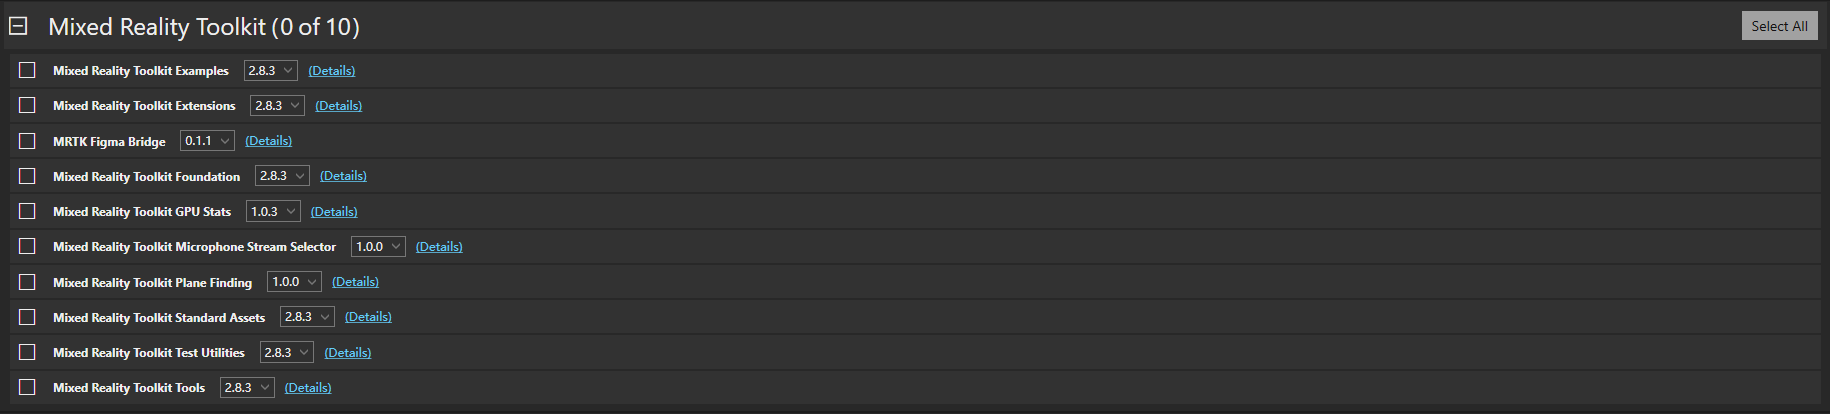 Mixed Reality Toolkit (0 of 10) Select All
Mixed Reality Toolkit Examples 2.8.3 (Details)
Mixed Reality Toolkit Extensions 2.8.3 (Details)
MRTK Figma Bridge 0.1.1 (Details)
Mixed Reality Toolkit Foundation 2.8.3 (Details)
Mixed Reality Toolkit GPU Stats 1.0.3 (Details)
Mixed Reality Toolkit Microphone Stream Selector 1.0.0 (Details)
Mixed Reality Toolkit Plane Finding 1.0.0 (Details)
Mixed Reality Toolkit Standard Assets 2.8.3 (Details)
Mixed Reality Toolkit Test Utilities 2.8.3 (Details)
Mixed Reality Toolkit Tools 2.8.3 (Details)